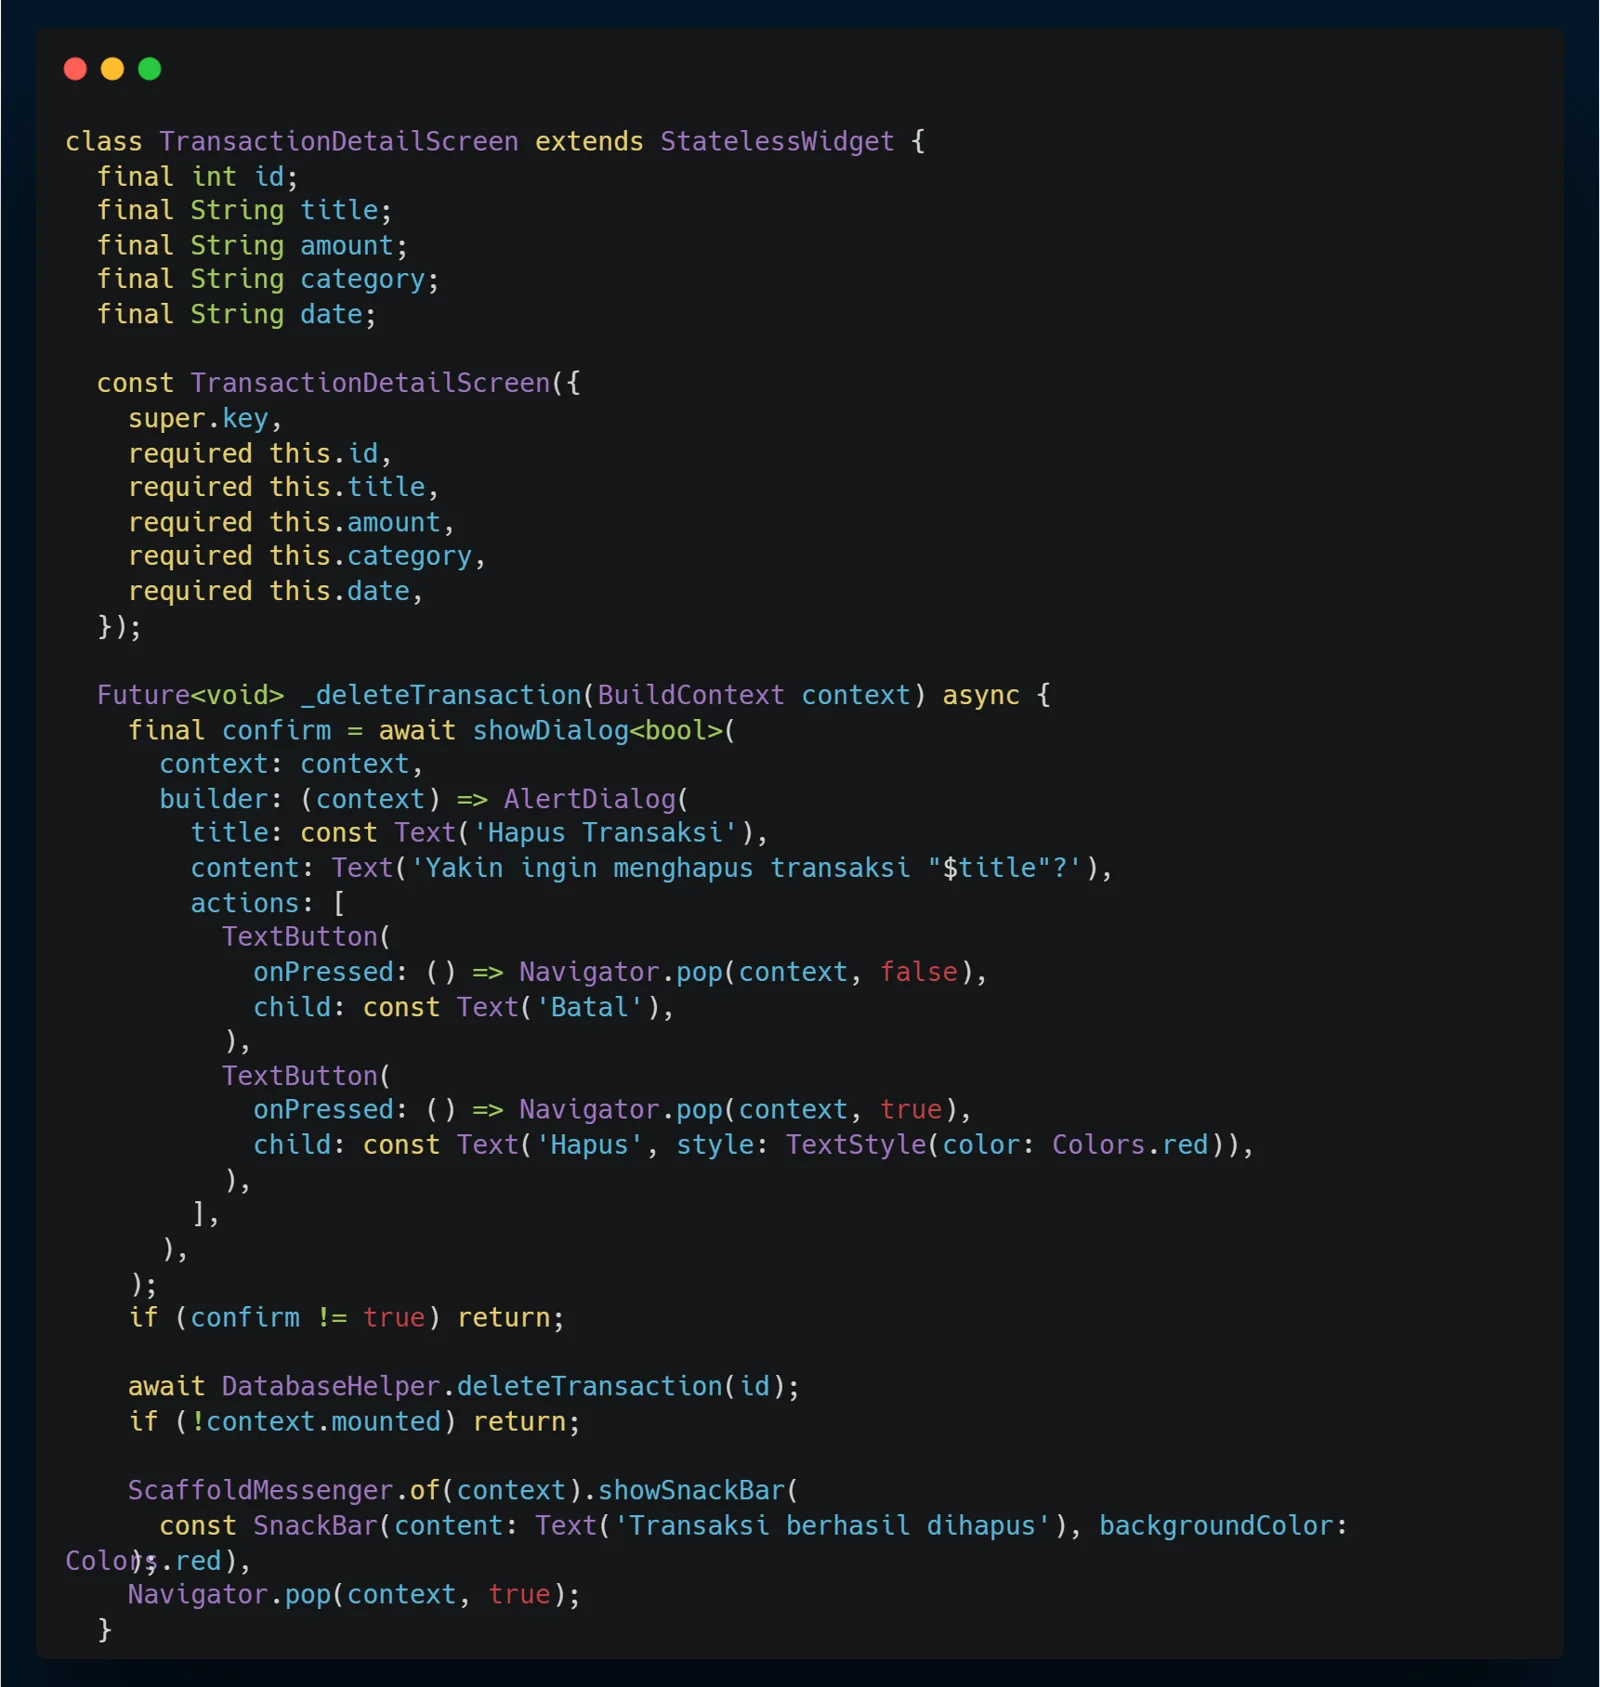 class TransactionDetailScreen extends StatelessWidget {
  final int id;
  final String title;
  final String amount;
  final String category;
  final String date;

  const TransactionDetailScreen({
    super.key,
    required this.id,
    required this.title,
    required this.amount,
    required this.category,
    required this.date,
  });

  Future<void> _deleteTransaction(BuildContext context) async {
    final confirm = await showDialog<bool>(
      context: context,
      builder: (context) => AlertDialog(
        title: const Text('Hapus Transaksi'),
        content: Text('Yakin ingin menghapus transaksi "$title"?'),
        actions: [
          TextButton(
            onPressed: () => Navigator.pop(context, false),
            child: const Text('Batal'),
          ),
          TextButton(
            onPressed: () => Navigator.pop(context, true),
            child: const Text('Hapus', style: TextStyle(color: Colors.red)),
          ),
        ],
      ),
    );
    if (confirm != true) return;

    await DatabaseHelper.deleteTransaction(id);
    if (!context.mounted) return;

    ScaffoldMessenger.of(context).showSnackBar(
      const SnackBar(content: Text('Transaksi berhasil dihapus'), backgroundColor:
Colors.red),
    );
    Navigator.pop(context, true);
  }